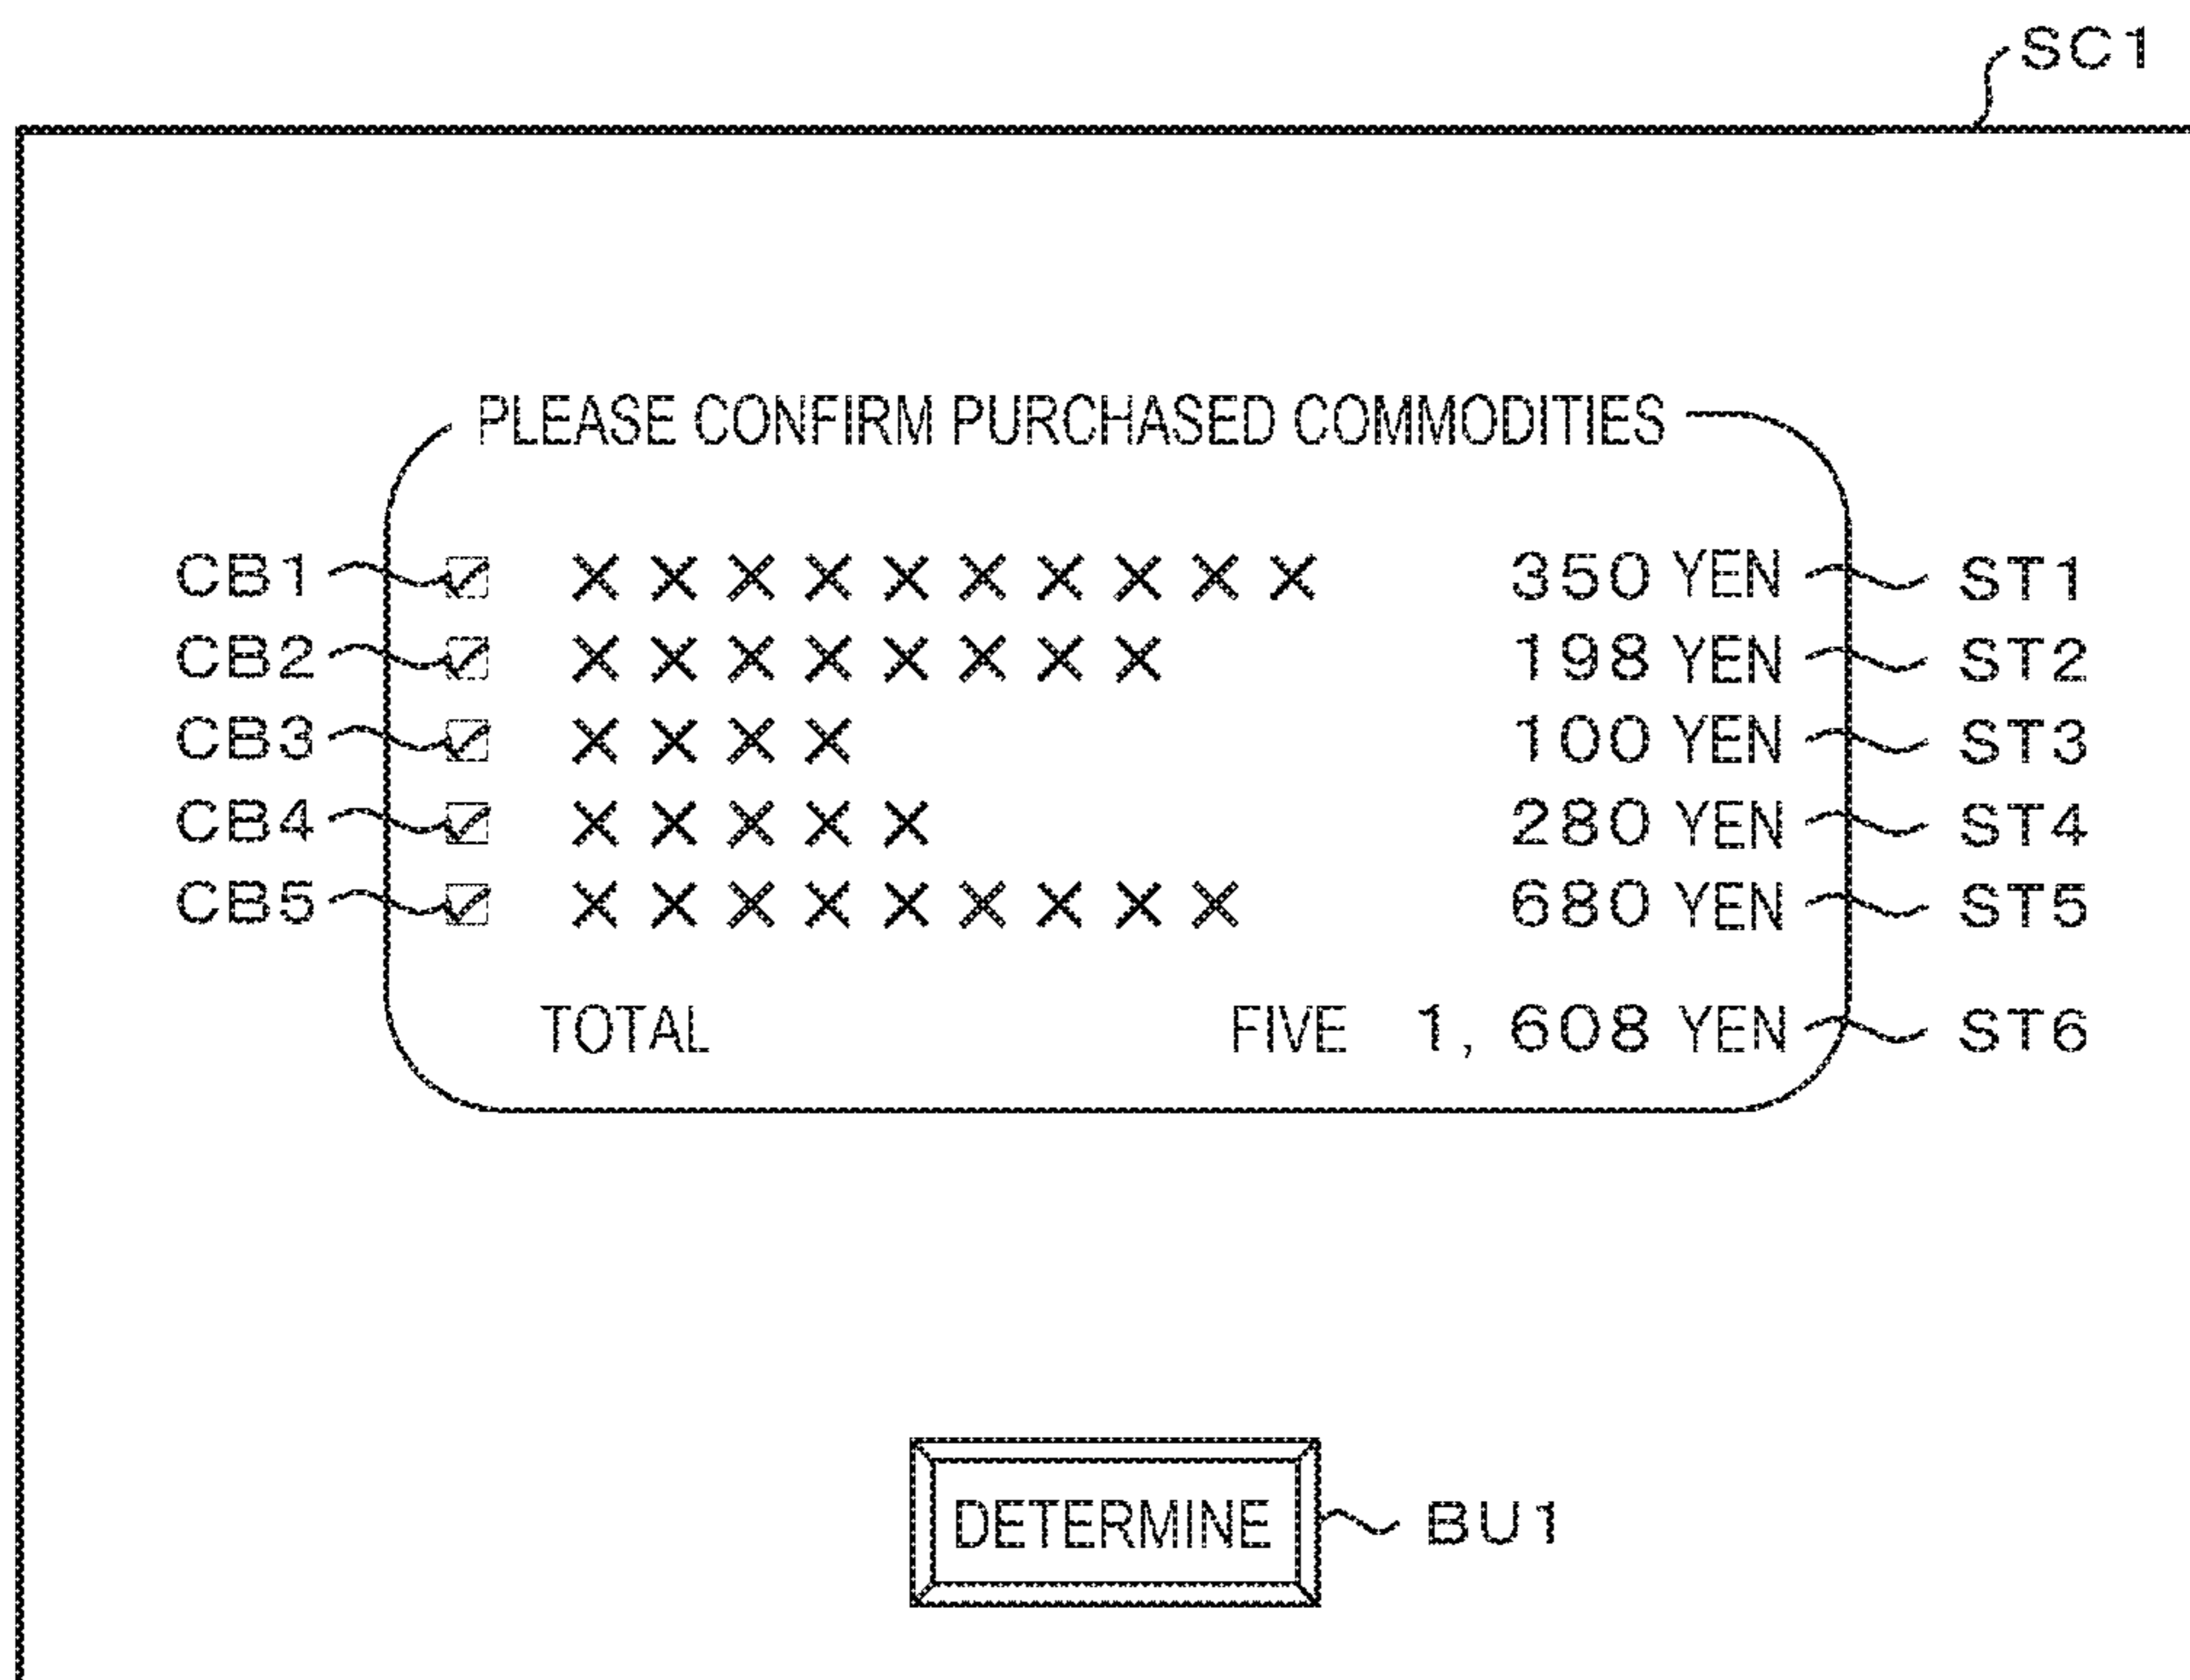 SC1
PLEASE CONFIRM PURCHASED COMMODITIES
CB1 ☑ ×××××××××× 350 YEN ST1
CB2 ☑ ×××××××× 198 YEN ST2
CB3 ☑ ×××× 100 YEN ST3
CB4 ☑ ××××× 280 YEN ST4
CB5 ☑ ××××××××× 680 YEN ST5
TOTAL FIVE 1, 608 YEN ST6
DETERMINE BU1